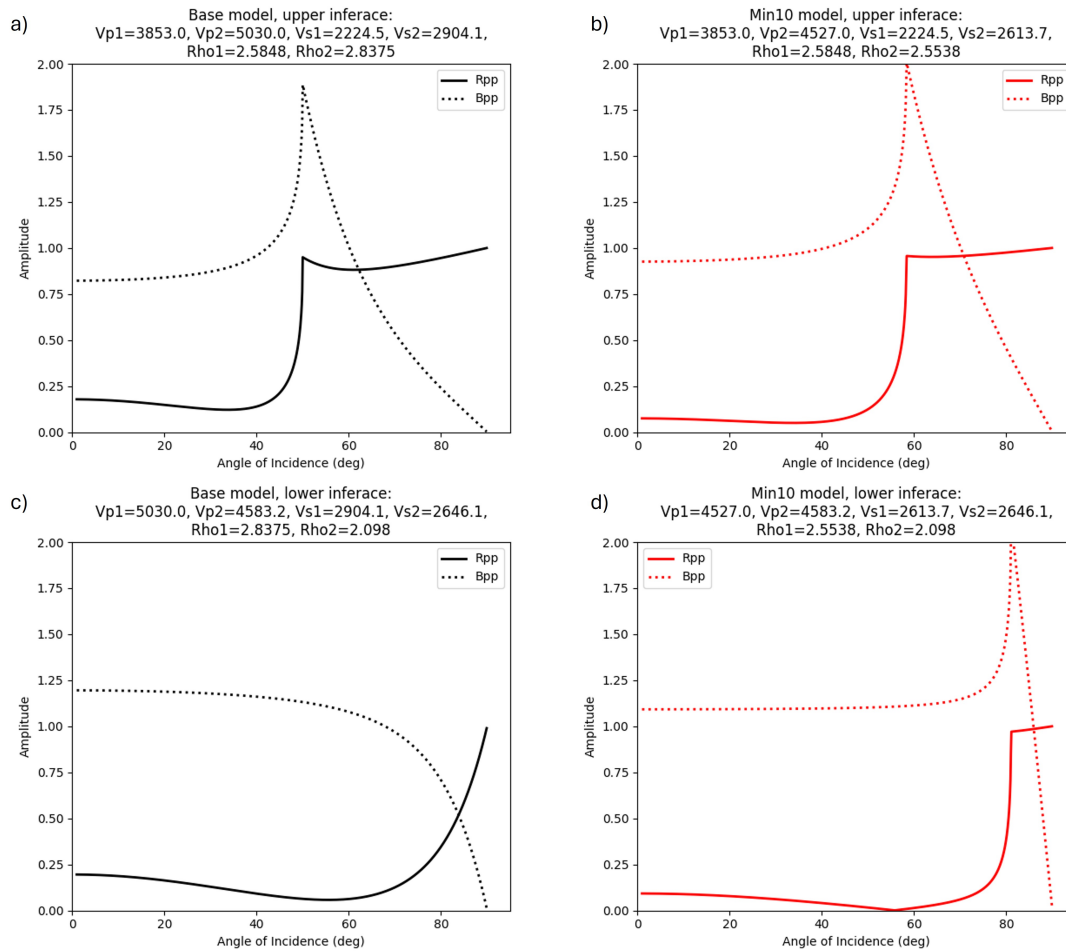 a)
Base model, upper inferace:
Vp1=3853.0, Vp2=5030.0, Vs1=2224.5, Vs2=2904.1,
Rho1=2.5848, Rho2=2.8375
2.00
1.75
1.50
1.25
1.00
0.75
0.50
0.25
0.00
Amplitude
Rpp
Bpp
0 20 40 60 80
Angle of Incidence (deg)
b)
Min10 model, upper inferace:
Vp1=3853.0, Vp2=4527.0, Vs1=2224.5, Vs2=2613.7,
Rho1=2.5848, Rho2=2.5538
2.00
1.75
1.50
1.25
1.00
0.75
0.50
0.25
0.00
Amplitude
Rpp
Bpp
0 20 40 60 80
Angle of Incidence (deg)
c)
Base model, lower inferace:
Vp1=5030.0, Vp2=4583.2, Vs1=2904.1, Vs2=2646.1,
Rho1=2.8375, Rho2=2.098
2.00
1.75
1.50
1.25
1.00
0.75
0.50
0.25
0.00
Amplitude
Rpp
Bpp
0 20 40 60 80
Angle of Incidence (deg)
d)
Min10 model, lower inferace:
Vp1=4527.0, Vp2=4583.2, Vs1=2613.7, Vs2=2646.1,
Rho1=2.5538, Rho2=2.098
2.00
1.75
1.50
1.25
1.00
0.75
0.50
0.25
0.00
Amplitude
Rpp
Bpp
0 20 40 60 80
Angle of Incidence (deg)